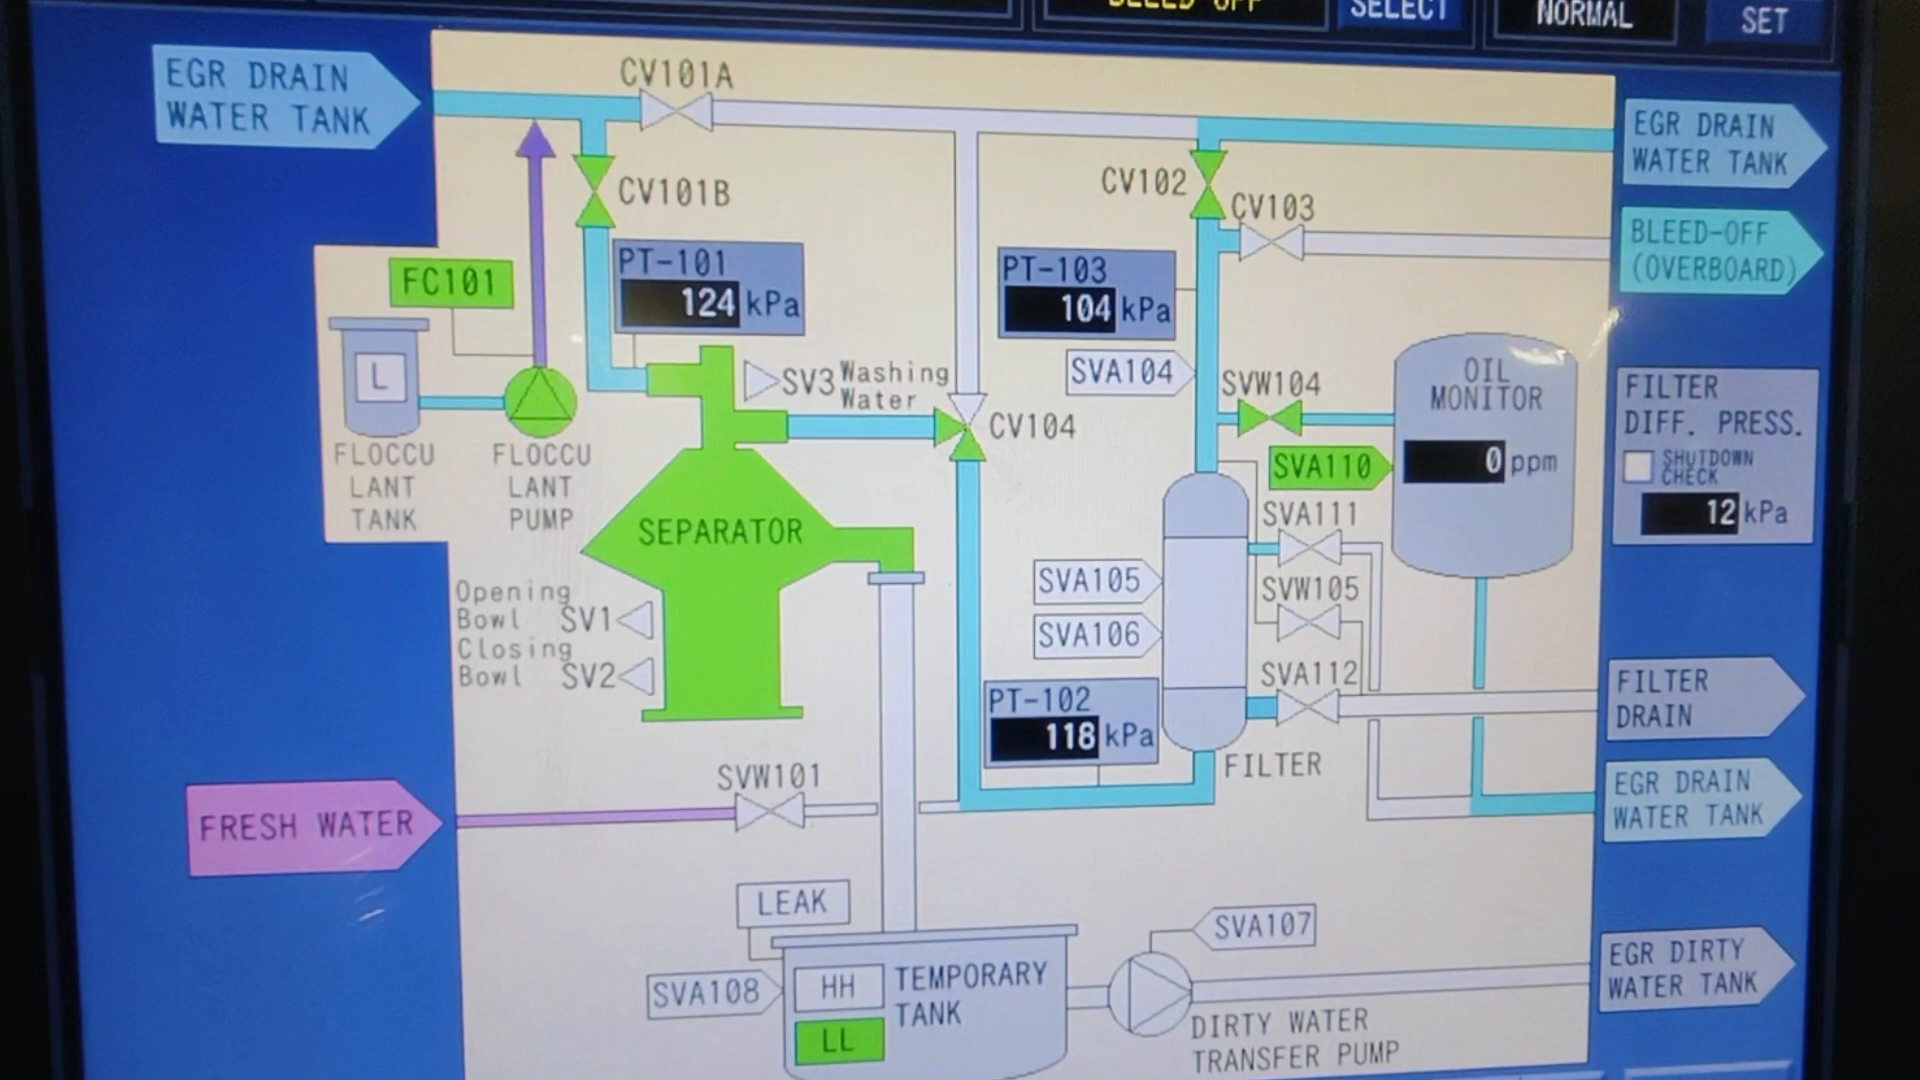 BLEED-OFF
SELECT
NORMAL
SET
EGR DRAIN
WATER TANK
CV101A
CV101B
CV102
CV103
EGR DRAIN
WATER TANK
BLEED-OFF
(OVERBOARD)
FC101
PT-101
124 kPa
PT-103
104 kPa
L
FLOCCU
LANT
TANK
FLOCCU
LANT
PUMP
SV3 Washing
Water
CV104
SVA104
SVW104
OIL
MONITOR
0 ppm
SVA110
FILTER
DIFF. PRESS.
SHUTDOWN
CHECK
12 kPa
SEPARATOR
SVA111
SVA105
SVW105
SVA106
SVA112
Opening
Bowl SV1
Closing
Bowl SV2
PT-102
118 kPa
FILTER
FILTER
DRAIN
SVW101
FRESH WATER
EGR DRAIN
WATER TANK
LEAK
SVA107
SVA108
HH
LL
TEMPORARY
TANK
DIRTY WATER
TRANSFER PUMP
EGR DIRTY
WATER TANK